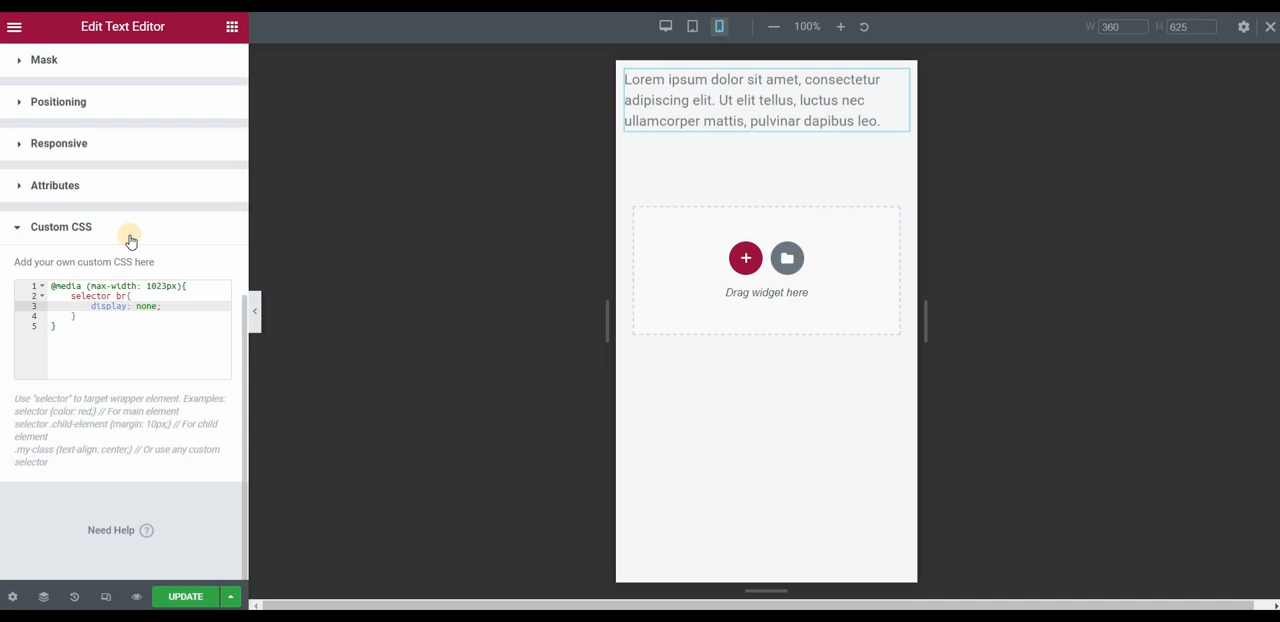 Edit Text Editor
100%
W 360 H 625
Mask
Positioning
Responsive
Attributes
Custom CSS
Add your own custom CSS here
1 @media (max-width: 1023px){
2 selector br{
3 display: none;
4 }
5 }
Use "selector" to target wrapper element. Examples:
selector {color: red;} // For main element
selector .child-element {margin: 10px;} // For child
element
.my-class {text-align: center;} // Or use any custom
selector
Need Help ?
UPDATE
Lorem ipsum dolor sit amet, consectetur
adipiscing elit. Ut elit tellus, luctus nec
ullamcorper mattis, pulvinar dapibus leo.
Drag widget here